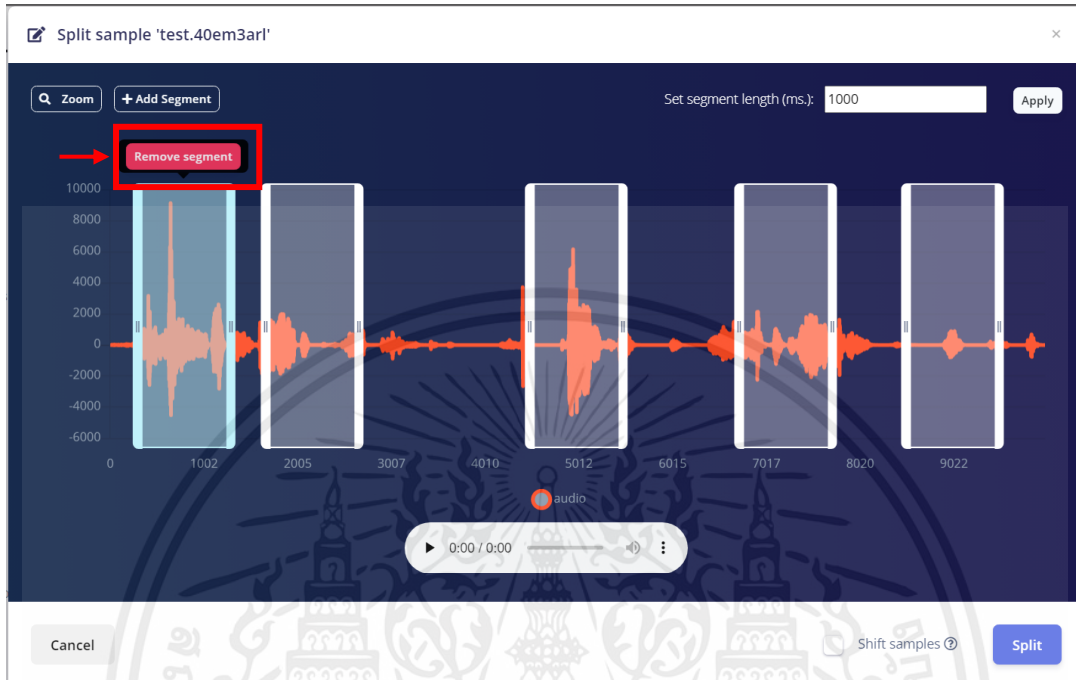 Split sample 'test.40em3arl'
×
Zoom
+ Add Segment
Set segment length (ms.):
1000
Apply
Remove segment
10000
8000
6000
4000
2000
0
-2000
-4000
-6000
0 1002 2005 3007 4010 5012 6015 7017 8020 9022
audio
0:00 / 0:00
Cancel
Shift samples ?
Split